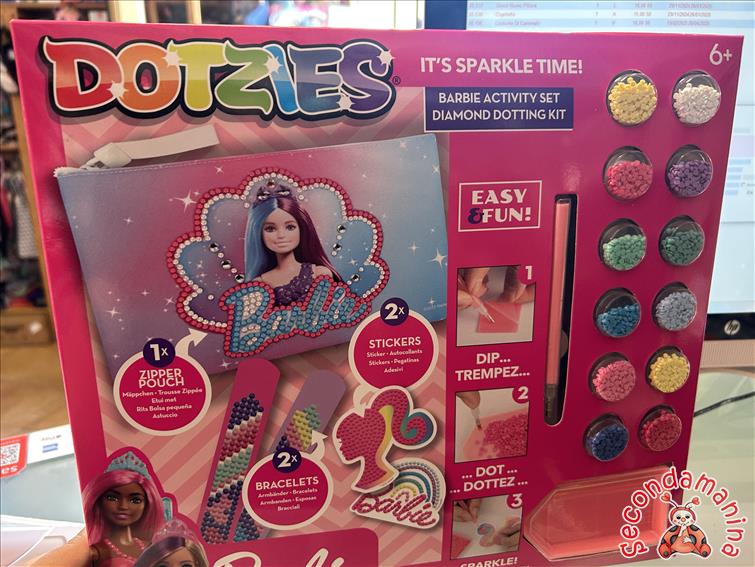 DOTZIES®
IT'S SPARKLE TIME!
6+
BARBIE ACTIVITY SET
DIAMOND DOTTING KIT
EASY
&FUN!
Barbie
1X
ZIPPER
POUCH
Mäppchen • Trousse Zippée
Etui met
Rits Bolsa pequeña
Astuccio
2X
STICKERS
Sticker • Autocollants
Stickers • Pegatinas
Adesivi
2X
BRACELETS
Armbänder • Bracelets
Armbanden • Esposas
Bracciali
Barbie
1
DIP...
TREMPEZ...
2
DOT ...
... DOTTEZ ...
3
SPARKLE!
Barbie
secondamanina